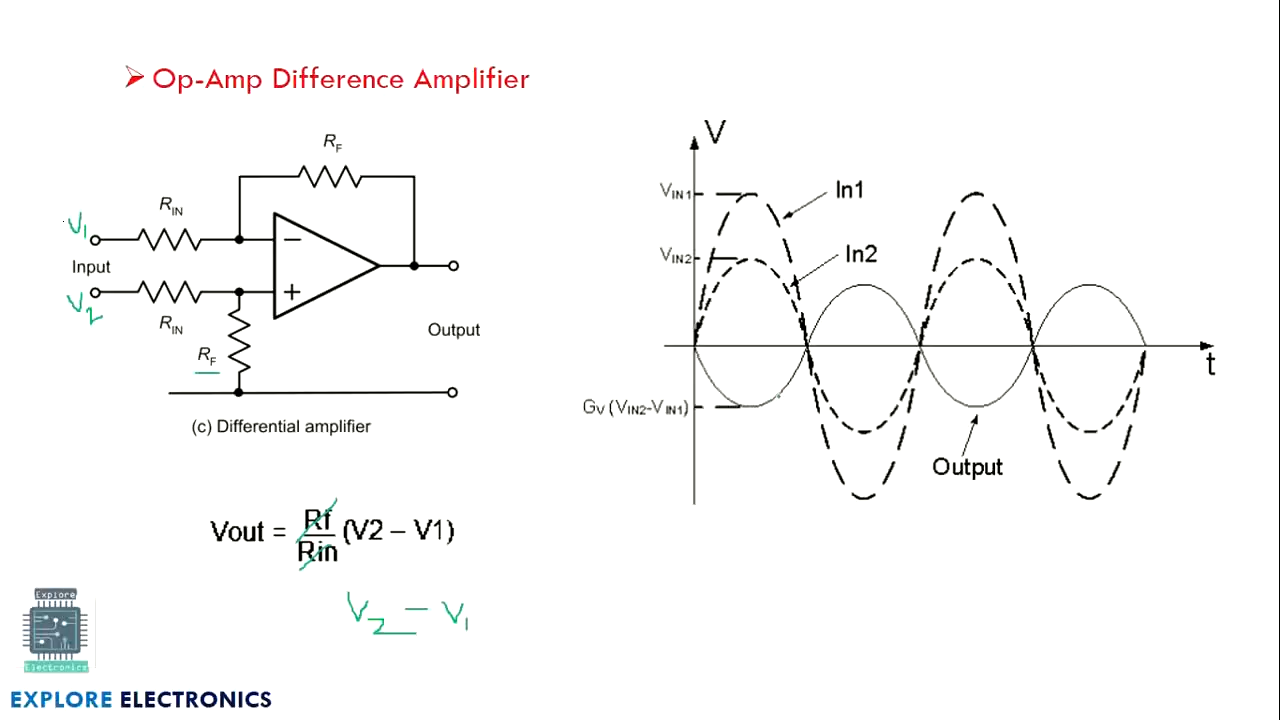 ➢ Op-Amp Difference Amplifier
RF
RIN
V1
−
Input
V2
+
RIN
RF
Output
(c) Differential amplifier
V
VIN1
In1
VIN2
In2
t
GV (VIN2-VIN1)
Output
Vout = Rf/Rin (V2 – V1)
V2 − V1
Explore
Electronics
EXPLORE ELECTRONICS